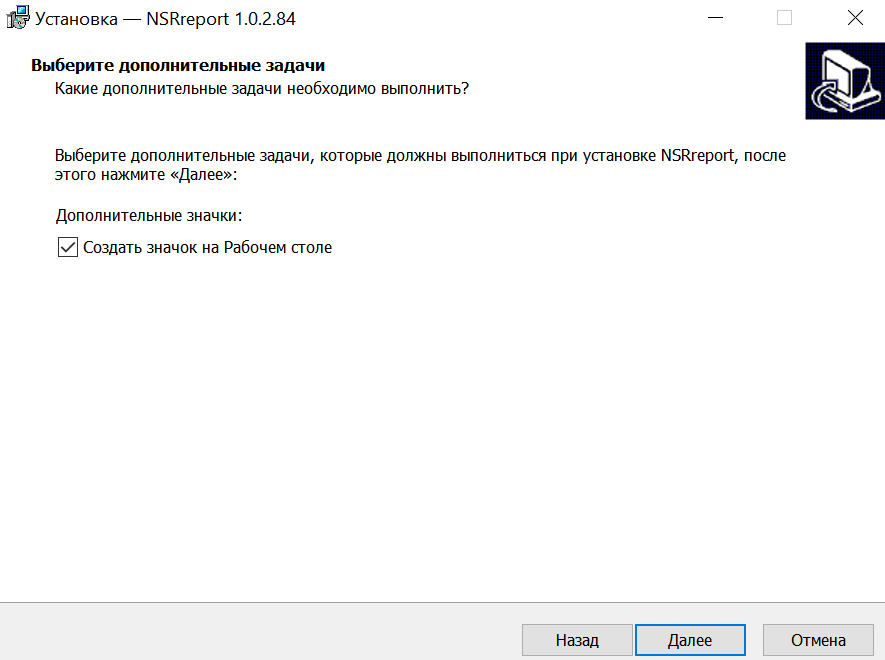 Установка — NSRreport 1.0.2.84
Выберите дополнительные задачи
Какие дополнительные задачи необходимо выполнить?
Выберите дополнительные задачи, которые должны выполниться при установке NSRreport, после
этого нажмите «Далее»:
Дополнительные значки:
Создать значок на Рабочем столе
Назад
Далее
Отмена